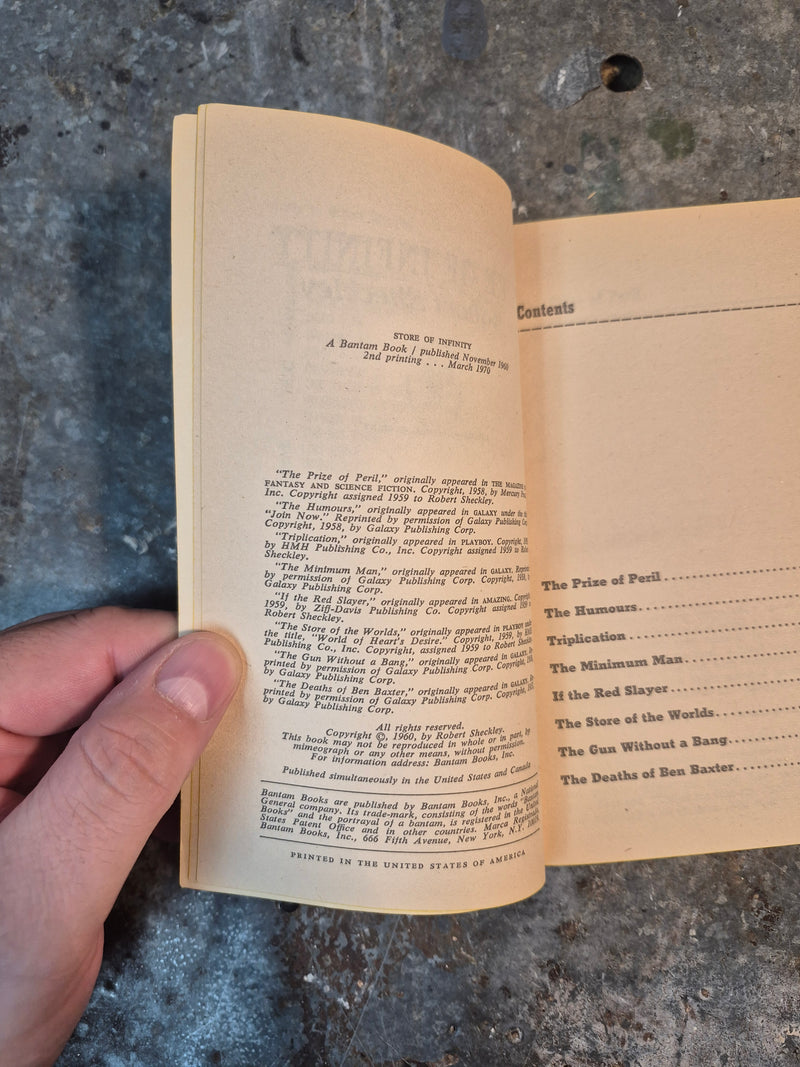 STORE OF INFINITY
A Bantam Book / published November 1960
2nd printing . . . March 1970
"The Prize of Peril," originally appeared in THE MAGAZINE
FANTASY AND SCIENCE FICTION. Copyright, 1958, by Mercury
Inc. Copyright assigned 1959 to Robert Sheckley.
"The Humours," originally appeared in GALAXY under the
"Join Now." Reprinted by permission of Galaxy Publishing
Copyright, 1958, by Galaxy Publishing Corp.
"Triplication," originally appeared in PLAYBOY. Copyright,
by HMH Publishing Co., Inc. Copyright assigned 1959 to
Sheckley.
"The Minimum Man," originally appeared in GALAXY.
by permission of Galaxy Publishing Corp. Copyright, 1958,
Galaxy Publishing Corp.
"If the Red Slayer," originally appeared in AMAZING.
1959, by Ziff-Davis Publishing Co. Copyright assigned 1959
Robert Sheckley.
"The Store of the Worlds," originally appeared in PLAYBOY under
the title, "World of Heart's Desire." Copyright, 1959, by
Publishing Co., Inc. Copyright, assigned 1959 to Robert
"The Gun Without a Bang," originally appeared in GALAXY.
printed by permission of Galaxy Publishing Corp. Copyright,
by Galaxy Publishing Corp.
"The Deaths of Ben Baxter," originally appeared in GALAXY.
printed by permission of Galaxy Publishing Corp. Copyright,
by Galaxy Publishing Corp.
All rights reserved.
Copyright ©, 1960, by Robert Sheckley.
This book may not be reproduced in whole or in part, by
mimeograph or any other means, without permission.
For information address: Bantam Books, Inc.
Published simultaneously in the United States and Canada
Bantam Books are published by Bantam Books, Inc., a
General company. Its trade-mark, consisting of the words "Bantam
Books" and the portrayal of a bantam, is registered in the United
States Patent Office and in other countries. Marca
Bantam Books, Inc., 666 Fifth Avenue, New York, N.Y.
PRINTED IN THE UNITED STATES OF AMERICA
Contents
The Prize of Peril
The Humours
Triplication
The Minimum Man
If the Red Slayer
The Store of the Worlds
The Gun Without a Bang
The Deaths of Ben Baxter